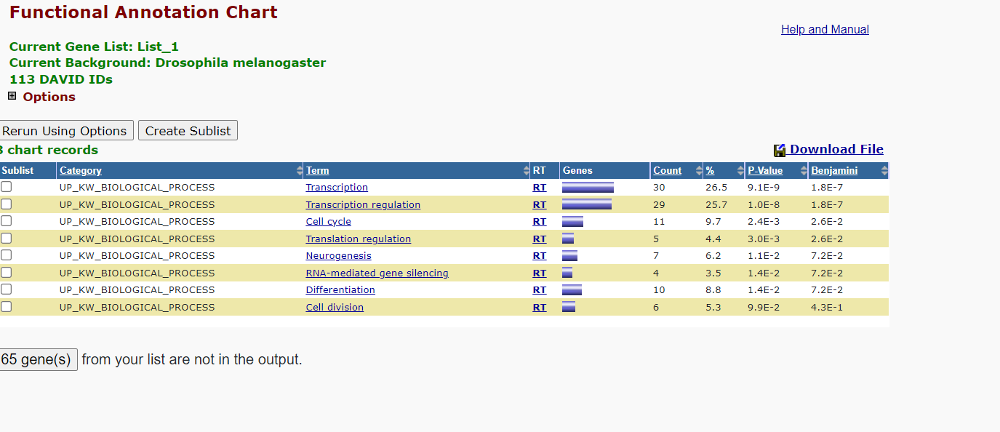 Functional Annotation Chart
Help and Manual
Current Gene List: List_1
Current Background: Drosophila melanogaster
113 DAVID IDs
Options
Rerun Using Options Create Sublist
chart records
Download File
Sublist Category Term RT Genes Count % P-Value Benjamini
UP_KW_BIOLOGICAL_PROCESS Transcription RT 30 26.5 9.1E-9 1.8E-7
UP_KW_BIOLOGICAL_PROCESS Transcription regulation RT 29 25.7 1.0E-8 1.8E-7
UP_KW_BIOLOGICAL_PROCESS Cell cycle RT 11 9.7 2.4E-3 2.6E-2
UP_KW_BIOLOGICAL_PROCESS Translation regulation RT 5 4.4 3.0E-3 2.6E-2
UP_KW_BIOLOGICAL_PROCESS Neurogenesis RT 7 6.2 1.1E-2 7.2E-2
UP_KW_BIOLOGICAL_PROCESS RNA-mediated gene silencing RT 4 3.5 1.4E-2 7.2E-2
UP_KW_BIOLOGICAL_PROCESS Differentiation RT 10 8.8 1.4E-2 7.2E-2
UP_KW_BIOLOGICAL_PROCESS Cell division RT 6 5.3 9.9E-2 4.3E-1
65 gene(s) from your list are not in the output.